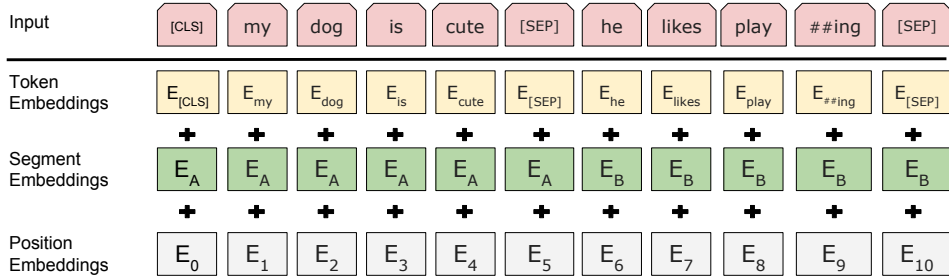 Input [CLS] my dog is cute [SEP] he likes play ##ing [SEP]
Token Embeddings E[CLS] Emy Edog Eis Ecute E[SEP] Ehe Elikes Eplay E##ing E[SEP]
+ + + + + + + + + + +
Segment Embeddings EA EA EA EA EA EA EB EB EB EB EB
+ + + + + + + + + + +
Position Embeddings E0 E1 E2 E3 E4 E5 E6 E7 E8 E9 E10